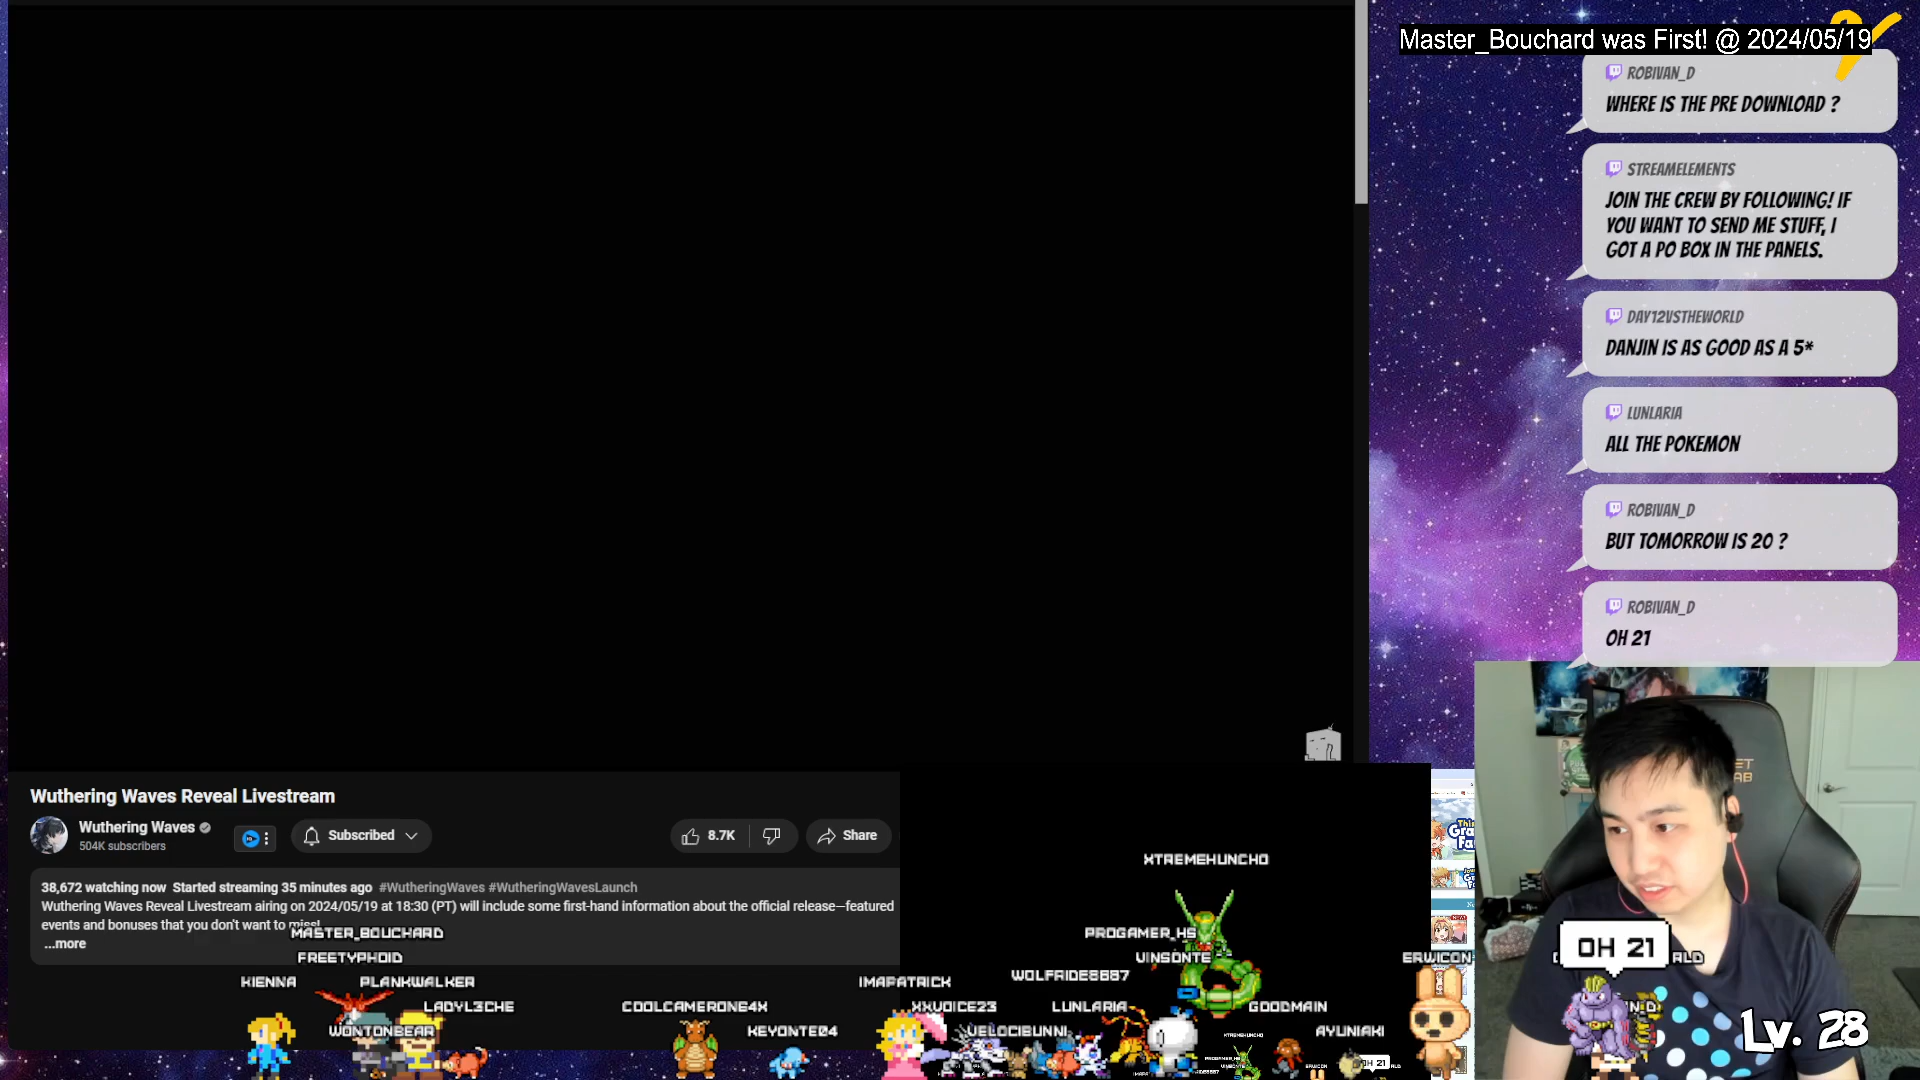 Master_Bouchard was First! @ 2024/05/19
ROBIVAN_D
WHERE IS THE PRE DOWNLOAD ?
STREAMELEMENTS
JOIN THE CREW BY FOLLOWING! IF
YOU WANT TO SEND ME STUFF, I
GOT A PO BOX IN THE PANELS.
DAY12VSTHEWORLD
DANJIN IS AS GOOD AS A 5*
LUNLARIA
ALL THE POKEMON
ROBIVAN_D
BUT TOMORROW IS 20 ?
ROBIVAN_D
OH 21
Wuthering Waves Reveal Livestream
Wuthering Waves
504K subscribers
Subscribed
8.7K
Share
38,672 watching now Started streaming 35 minutes ago #WutheringWaves #WutheringWavesLaunch
Wuthering Waves Reveal Livestream airing on 2024/05/19 at 18:30 (PT) will include some first-hand information about the official release—featured
events and bonuses that you don't want to miss!
...more
XTREMEHUNCHO
MASTER_BOUCHARD
PROGAMER_HS
FREETYPHOID
VINSONTE
ERWICON
OH 21
KIENNA
PLANKWALKER
IMAPATRICK
WOLFRIDE8887
LADYL3CHE
COOLCAMERONE4X
XXVOICE23
LUNLARIA
GOODMAIN
WONTONBEAR
KEYONTE04
VELOCIBUNNI
AYUNIAKI
Lv. 28